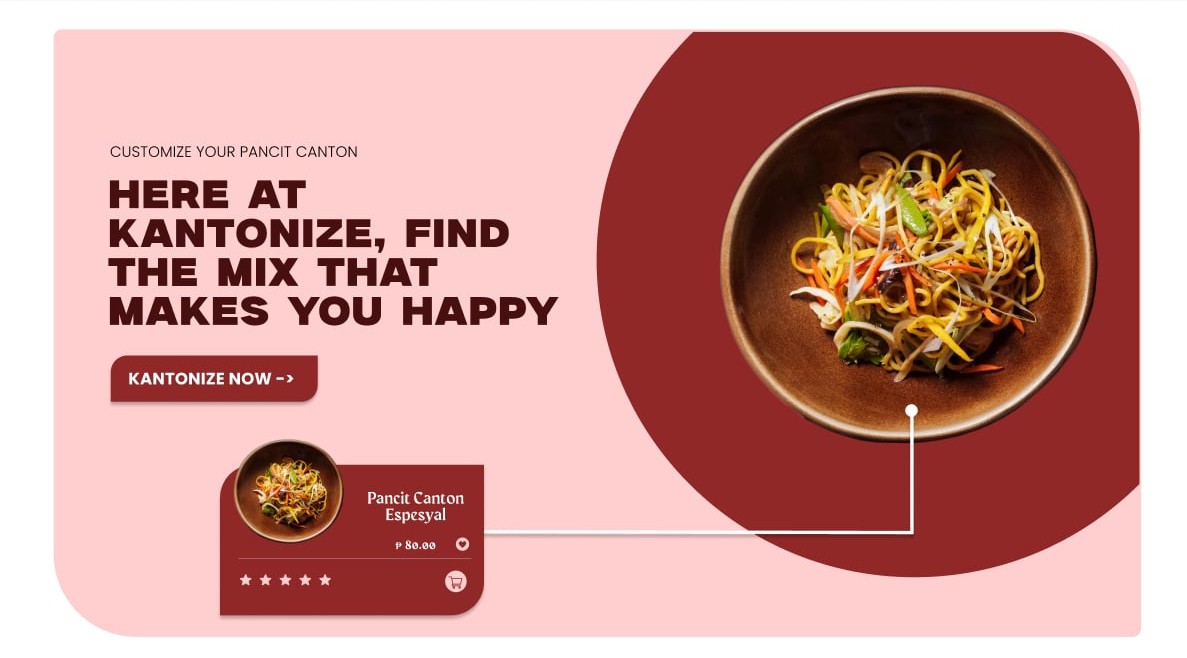 CUSTOMIZE YOUR PANCIT CANTON
HERE AT
KANTONIZE, FIND
THE MIX THAT
MAKES YOU HAPPY
KANTONIZE NOW ->
Pancit Canton
Espesyal
₱ 80.00